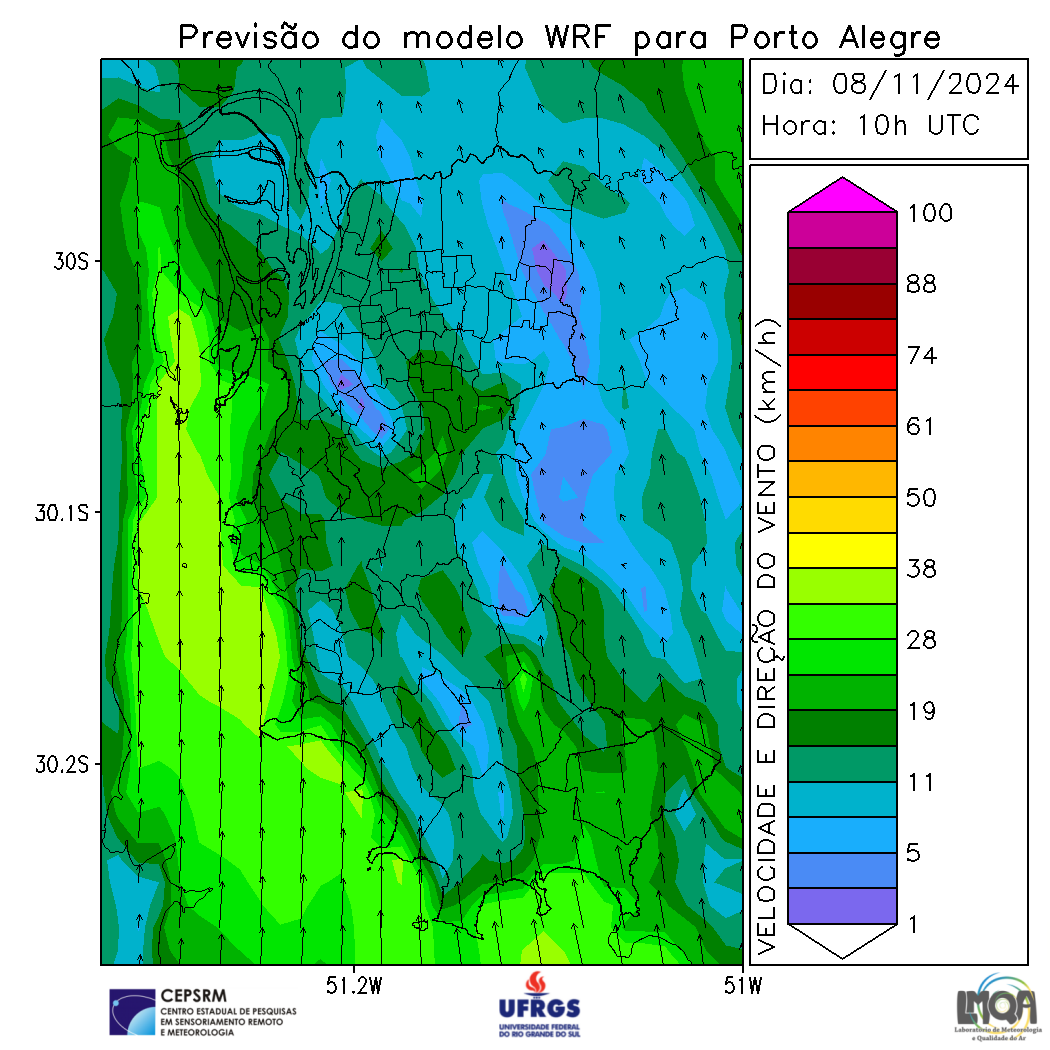 Previsão do modelo WRF para Porto Alegre
Dia: 08/11/2024
Hora: 10h UTC
30S
30.1S
30.2S
51.2W
51W
VELOCIDADE E DIREÇÃO DO VENTO (km/h)
100
88
74
61
50
38
28
19
11
5
1
CEPSRM
CENTRO ESTADUAL DE PESQUISAS
EM SENSORIAMENTO REMOTO
E METEOROLOGIA
UFRGS
UNIVERSIDADE FEDERAL
DO RIO GRANDE DO SUL
LMQA
Laboratório de Meteorologia
e Qualidade do Ar